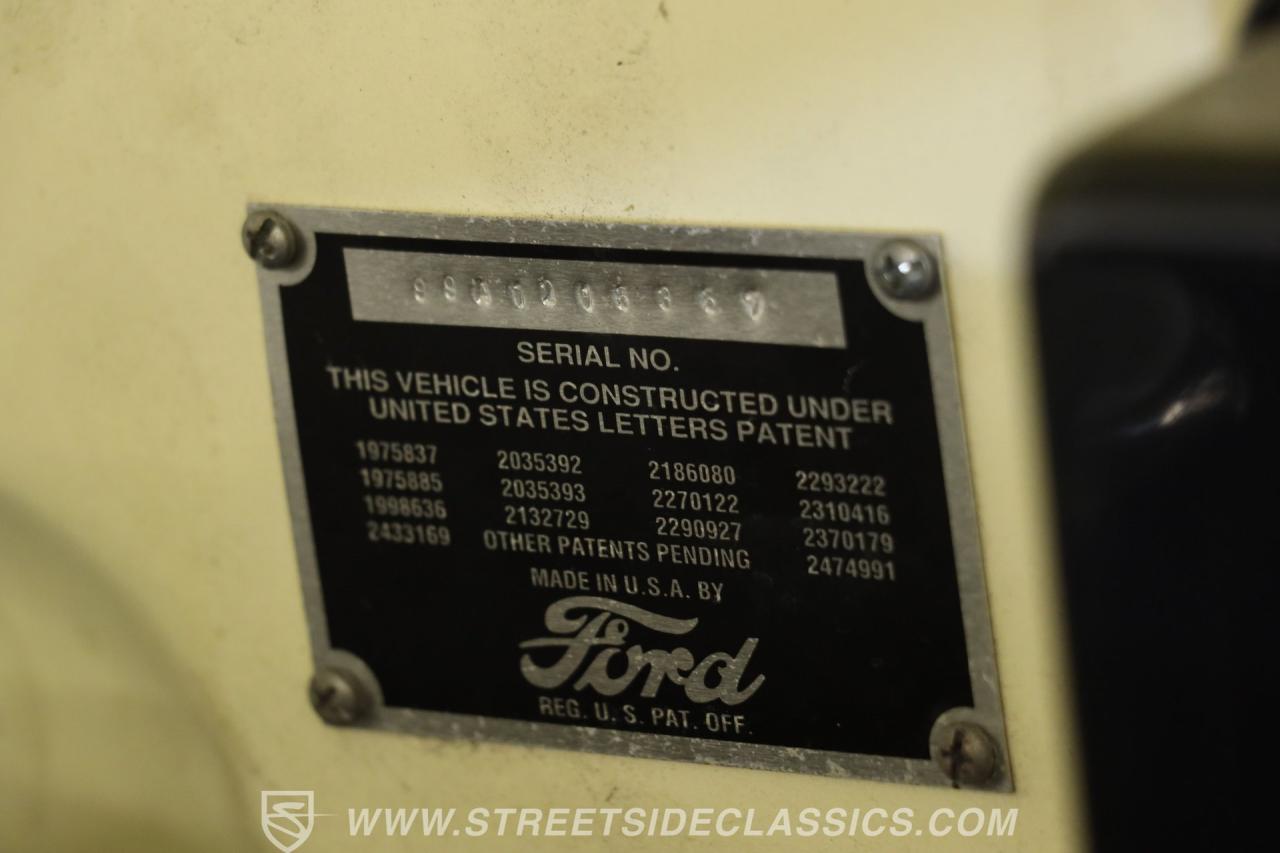 SERIAL NO.
THIS VEHICLE IS CONSTRUCTED UNDER
UNITED STATES LETTERS PATENT
1975837 2035392 2186080 2293222
1975885 2035393 2270122 2310416
1998636 2132729 2290927 2370179
2433169 OTHER PATENTS PENDING 2474991
MADE IN U.S.A. BY
Ford
REG. U. S. PAT. OFF.
WWW.STREETSIDECLASSICS.COM